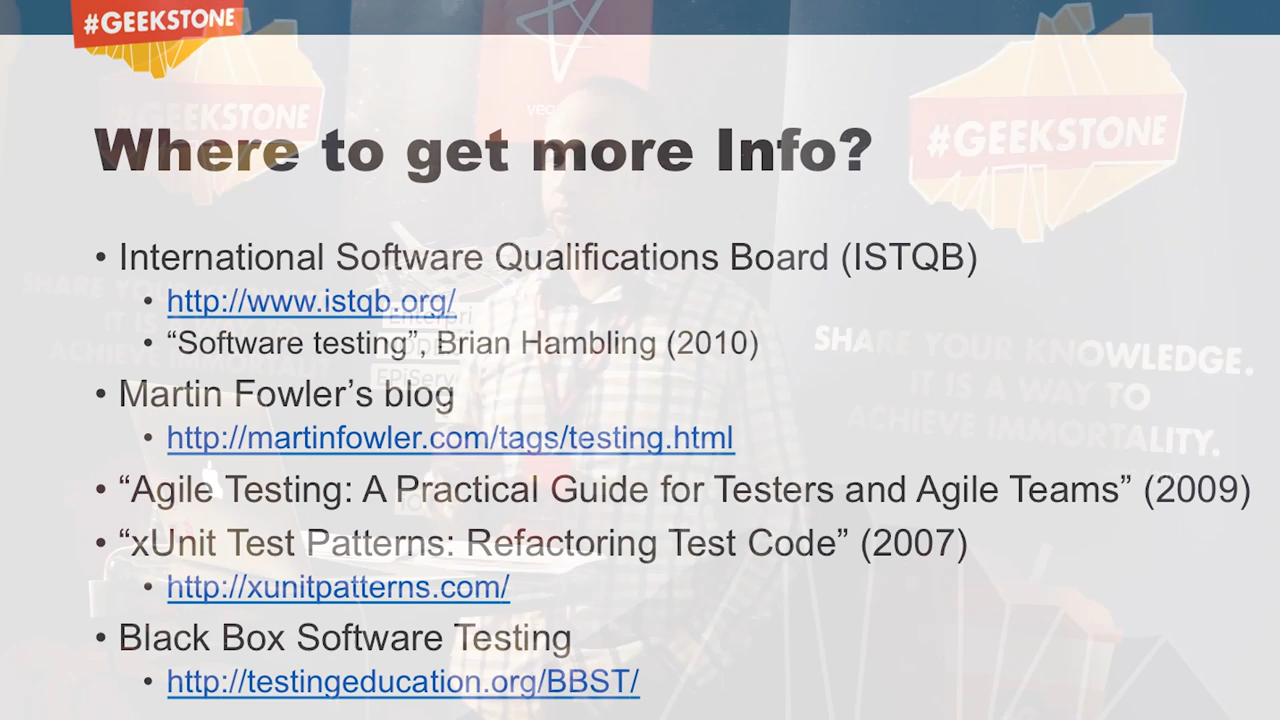 #GEEKSTONE
#GEEKSTONE
#GEEKSTONE
Where to get more Info?
• International Software Qualifications Board (ISTQB)
• http://www.istqb.org/
• “Software testing”, Brian Hambling (2010)
• Martin Fowler’s blog
• http://martinfowler.com/tags/testing.html
• “Agile Testing: A Practical Guide for Testers and Agile Teams” (2009)
• “xUnit Test Patterns: Refactoring Test Code” (2007)
• http://xunitpatterns.com/
• Black Box Software Testing
• http://testingeducation.org/BBST/
SHARE YOUR KNOWLEDGE.
IT IS A WAY TO
ACHIEVE IMMORTALITY.